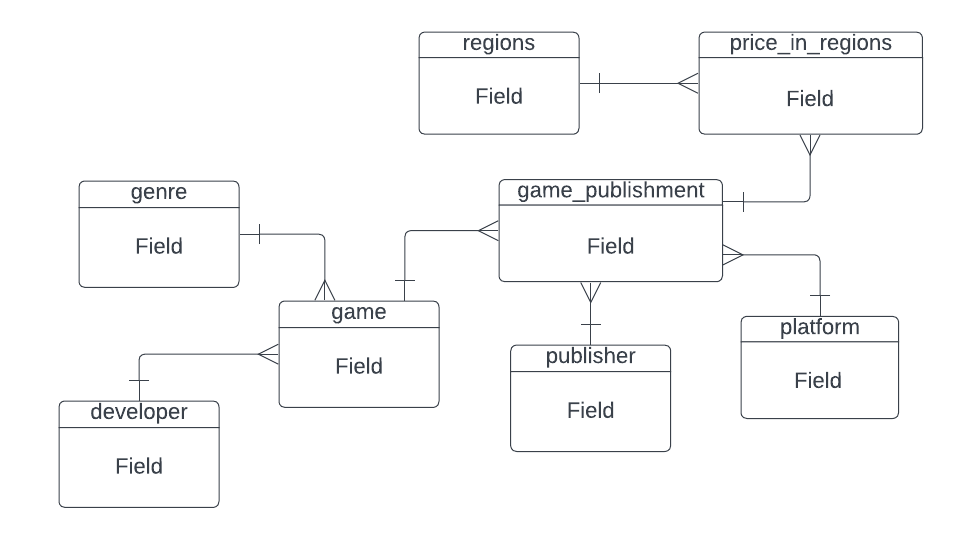 regions
Field
price_in_regions
Field
genre
Field
game_publishment
Field
game
Field
publisher
Field
platform
Field
developer
Field